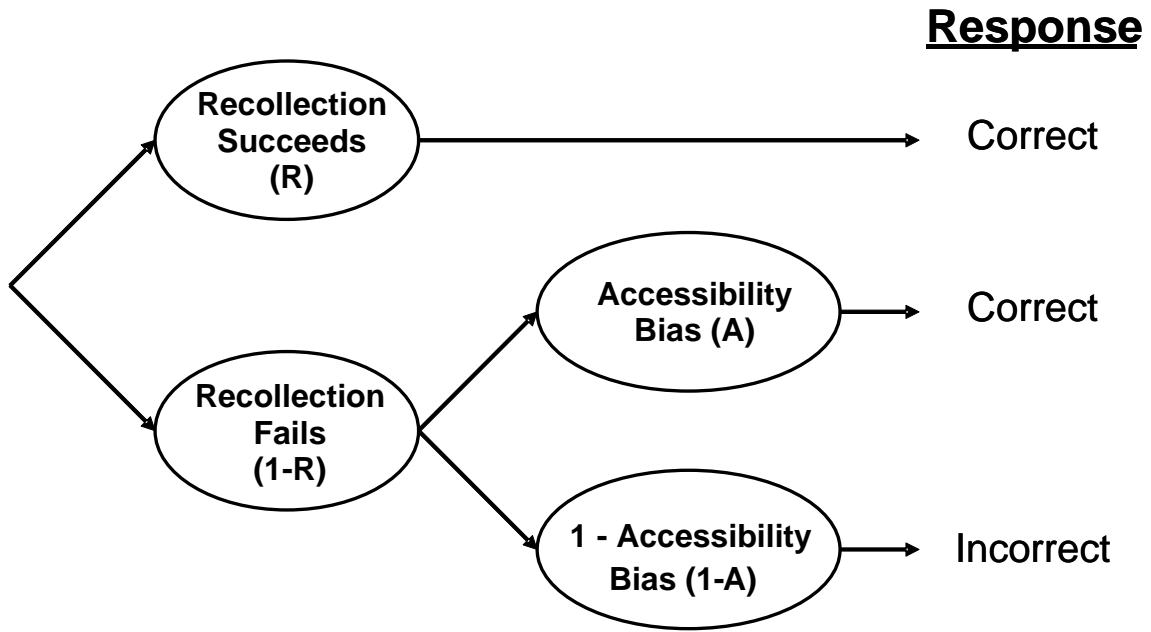 Response
Recollection
Succeeds
(R)
Correct
Accessibility
Bias (A)
Correct
Recollection
Fails
(1-R)
1 - Accessibility
Bias (1-A)
Incorrect